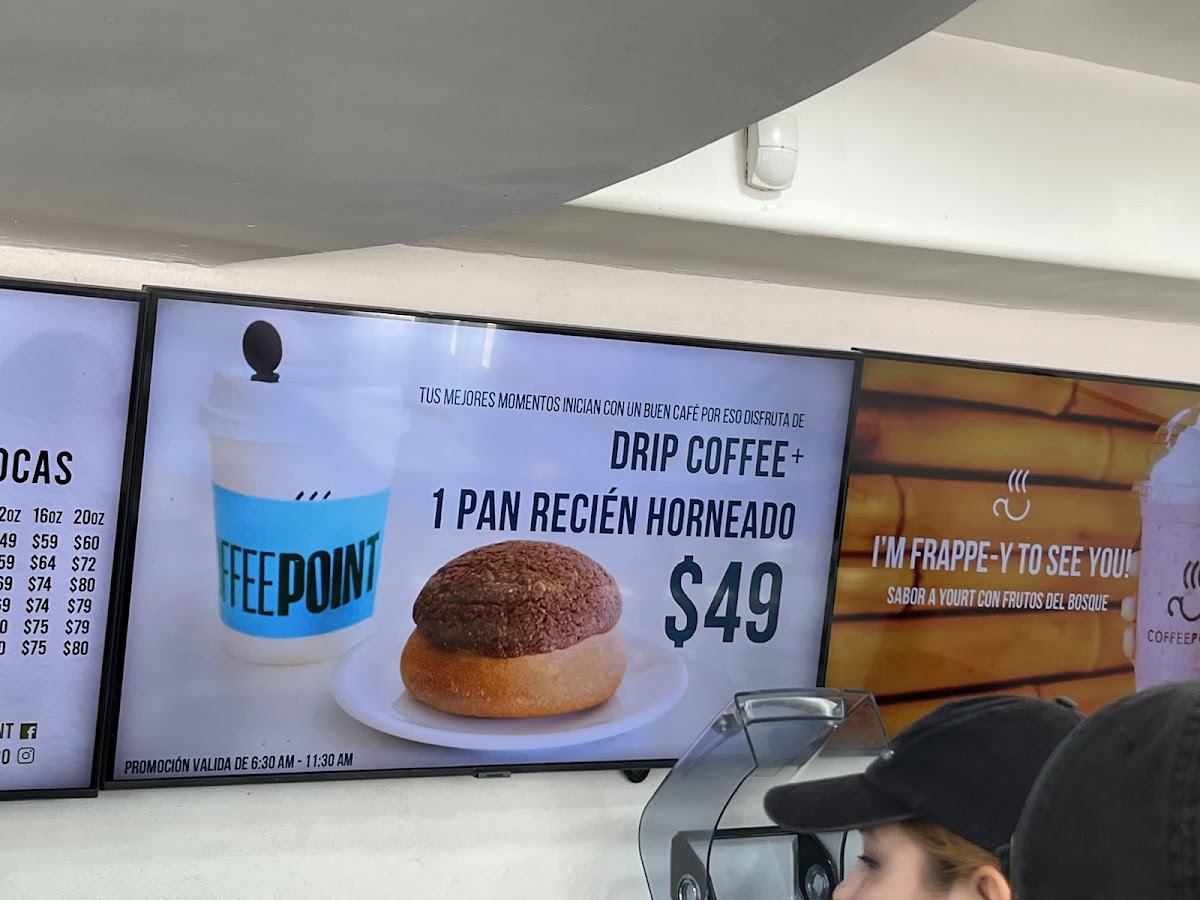 OCAS
2oz 16oz 20oz
49 $59 $60
59 $64 $72
69 $74 $80
69 $74 $79
0 $75 $79
0 $75 $80
NT
O
TUS MEJORES MOMENTOS INICIAN CON UN BUEN CAFÉ POR ESO DISFRUTA DE
DRIP COFFEE+
1 PAN RECIÉN HORNEADO
$49
FFEEPOINT
PROMOCIÓN VALIDA DE 6:30 AM - 11:30 AM
I'M FRAPPE-Y TO SEE YOU!
SABOR A YOURT CON FRUTOS DEL BOSQUE
COFFEEP